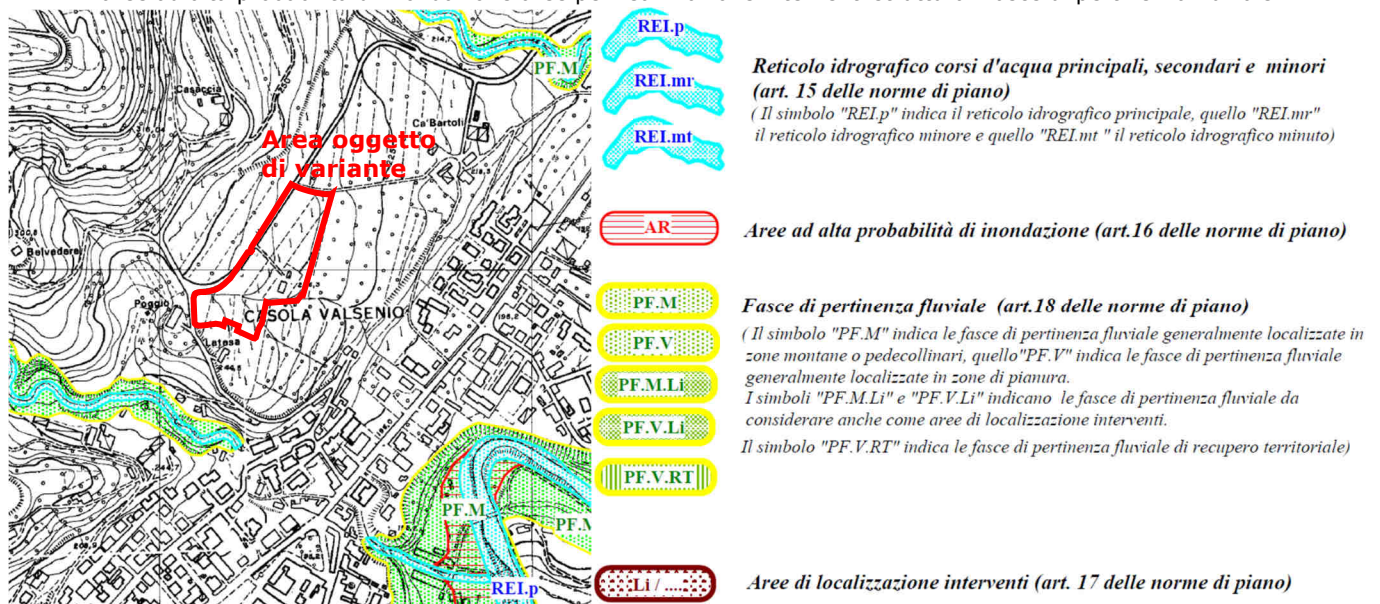 PF.M
Casaccia
Ca'Bartoli
Area oggetto
di variante
Belvedere
Poggio
CASOLA VALSENIO
Latesa
PF.M
PF.M
REI.p
REI.p
REI.mr
REI.mt
Reticolo idrografico corsi d'acqua principali, secondari e minori
(art. 15 delle norme di piano)
( Il simbolo "REI.p" indica il reticolo idrografico principale, quello "REI.mr"
il reticolo idrografico minore e quello "REI.mt " il reticolo idrografico minuto)
AR
Aree ad alta probabilità di inondazione (art.16 delle norme di piano)
PF.M
PF.V
PF.M.Li
PF.V.Li
PF.V.RT
Fasce di pertinenza fluviale (art.18 delle norme di piano)
( Il simbolo "PF.M" indica le fasce di pertinenza fluviale generalmente localizzate in
zone montane o pedecollinari, quello"PF.V" indica le fasce di pertinenza fluviale
generalmente localizzate in zone di pianura.
I simboli "PF.M.Li" e "PF.V.Li" indicano le fasce di pertinenza fluviale da
considerare anche come aree di localizzazione interventi.
Il simbolo "PF.V.RT" indica le fasce di pertinenza fluviale di recupero territoriale)
Li / .....
Aree di localizzazione interventi (art. 17 delle norme di piano)